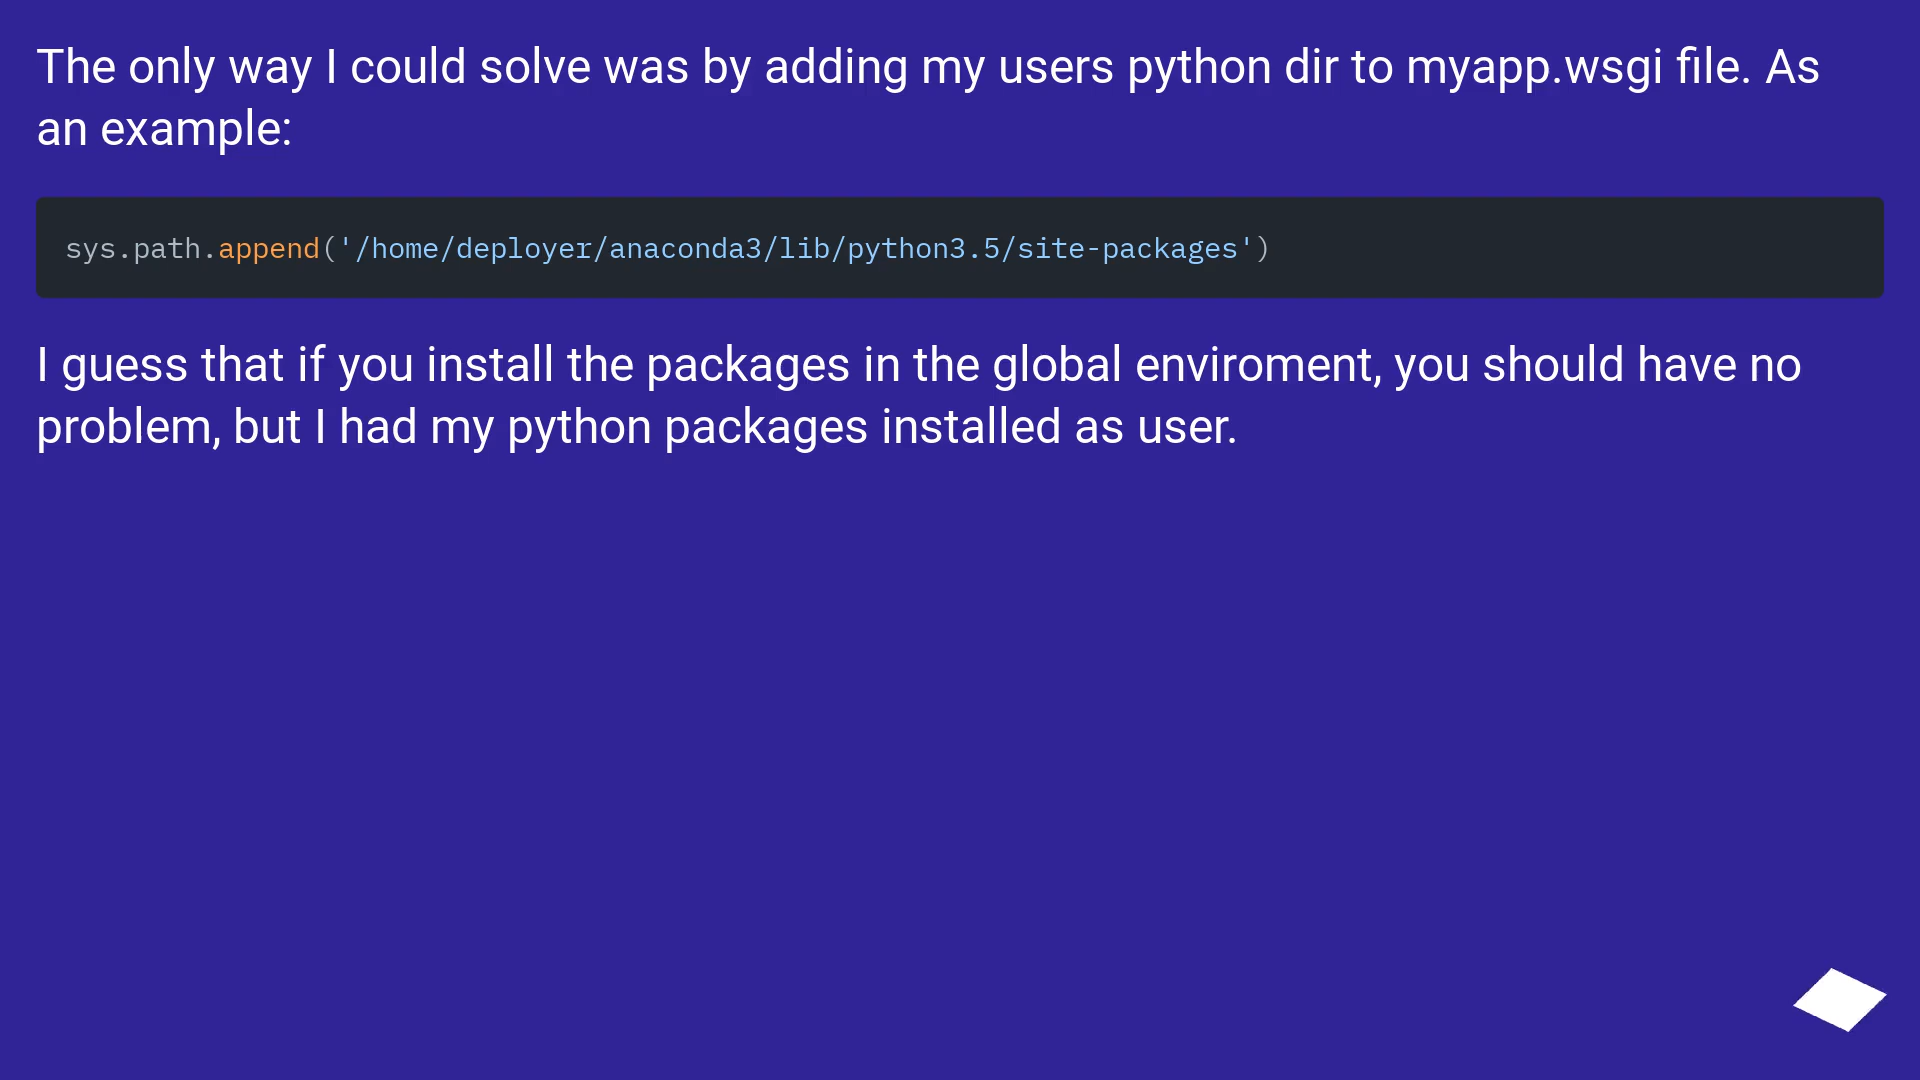 The only way I could solve was by adding my users python dir to myapp.wsgi file. As
an example:
sys.path.append('/home/deployer/anaconda3/lib/python3.5/site-packages')
I guess that if you install the packages in the global enviroment, you should have no
problem, but I had my python packages installed as user.